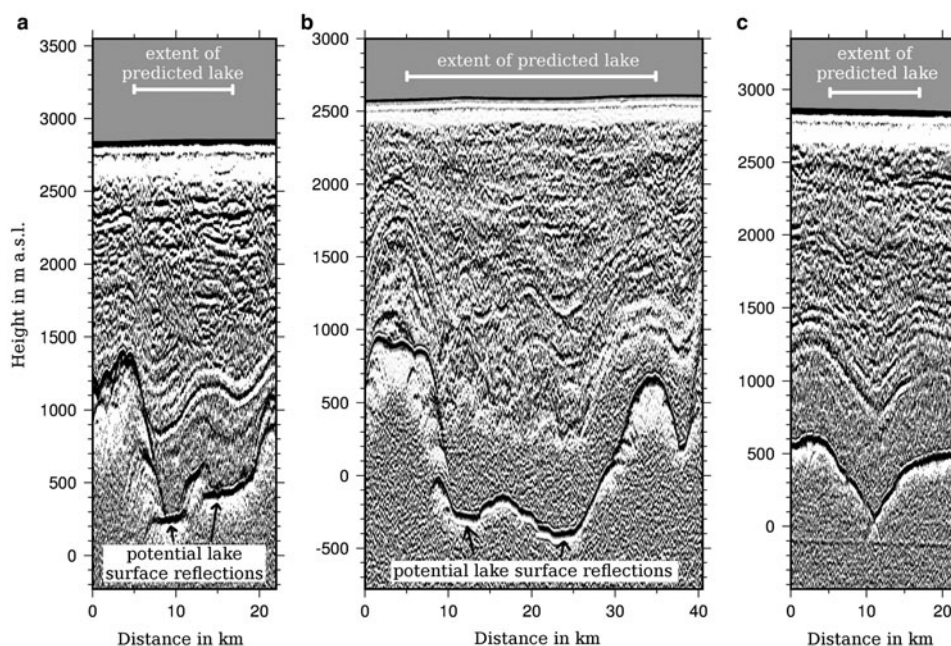 a
b
c
3500
3000
2500
2000
1500
1000
500
0
Height in m a.s.l.
extent of
predicted lake
potential lake
surface reflections
0
10
20
Distance in km
3000
2500
2000
1500
1000
500
0
-500
extent of predicted lake
potential lake surface reflections
0
10
20
30
40
Distance in km
3000
2500
2000
1500
1000
500
0
extent of
predicted lake
0
10
20
Distance in km